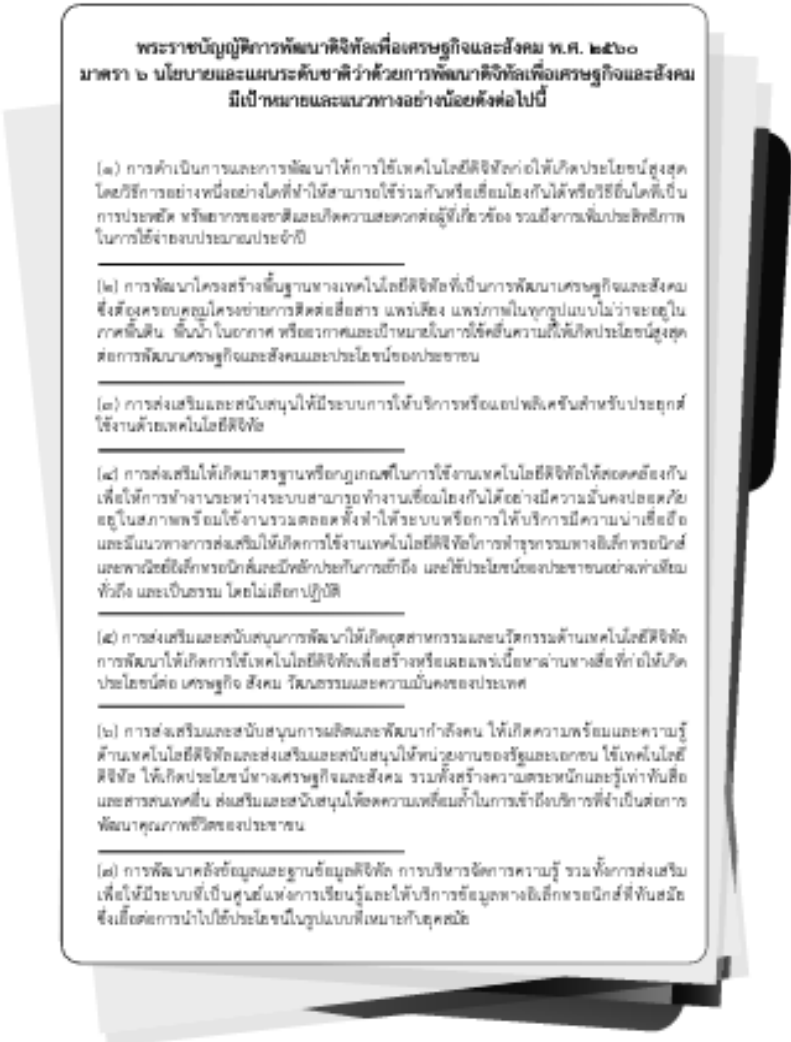 พระราชบัญญัติการพัฒนาดิจิทัลเพื่อเศรษฐกิจและสังคม พ.ศ. ๒๕๖๐
มาตรา ๖ นโยบายและแผนระดับชาติว่าด้วยการพัฒนาดิจิทัลเพื่อเศรษฐกิจและสังคม
มีเป้าหมายและแนวทางอย่างน้อยดังต่อไปนี้
(๑) การดำเนินการและการพัฒนาให้การใช้เทคโนโลยีดิจิทัลก่อให้เกิดประโยชน์สูงสุด
โดยวิธีการอย่างหนึ่งอย่างใดที่ทำให้สามารถใช้ร่วมกันหรือเชื่อมโยงกันได้หรือวิธีอื่นใดที่เป็น
การประหยัด ทรัพยากรของชาติและเกิดความสะดวกต่อผู้ที่เกี่ยวข้อง รวมถึงการเพิ่มประสิทธิภาพ
ในการใช้จ่ายงบประมาณประจำปี
(๒) การพัฒนาโครงสร้างพื้นฐานทางเทคโนโลยีดิจิทัลที่เป็นการพัฒนาเศรษฐกิจและสังคม
ซึ่งต้องครอบคลุมโครงข่ายการติดต่อสื่อสาร แพร่เสียง แพร่ภาพในทุกรูปแบบไม่ว่าจะอยู่ใน
ภาคพื้นดิน พื้นน้ำ ในอากาศ หรืออวกาศและเป้าหมายในการใช้คลื่นความถี่ให้เกิดประโยชน์สูงสุด
ต่อการพัฒนาเศรษฐกิจและสังคมและประโยชน์ของประชาชน
(๓) การส่งเสริมและสนับสนุนให้มีระบบการให้บริการหรือแอปพลิเคชันสำหรับประยุกต์
ใช้งานด้วยเทคโนโลยีดิจิทัล
(๔) การส่งเสริมให้เกิดมาตรฐานหรือกฎเกณฑ์ในการใช้งานเทคโนโลยีดิจิทัลให้สอดคล้องกัน
เพื่อให้การทำงานระหว่างระบบสามารถทำงานเชื่อมโยงกันได้อย่างมีความมั่นคงปลอดภัย
อยู่ในสภาพพร้อมใช้งานรวมตลอดทั้งทำให้ระบบหรือการให้บริการมีความน่าเชื่อถือ
และมีแนวทางการส่งเสริมให้เกิดการใช้งานเทคโนโลยีดิจิทัลในการทำธุรกรรมทางอิเล็กทรอนิกส์
และพาณิชย์อิเล็กทรอนิกส์และมีหลักประกันการเข้าถึง และใช้ประโยชน์ของประชาชนอย่างเท่าเทียม
ทั่วถึง และเป็นธรรม โดยไม่เลือกปฏิบัติ
(๕) การส่งเสริมและสนับสนุนการพัฒนาให้เกิดอุตสาหกรรมและนวัตกรรมด้านเทคโนโลยีดิจิทัล
การพัฒนาให้เกิดการใช้เทคโนโลยีดิจิทัลเพื่อสร้างหรือเผยแพร่เนื้อหาผ่านทางสื่อที่ก่อให้เกิด
ประโยชน์ต่อ เศรษฐกิจ สังคม วัฒนธรรมและความมั่นคงของประเทศ
(๖) การส่งเสริมและสนับสนุนการผลิตและพัฒนากำลังคน ให้เกิดความพร้อมและความรู้
ด้านเทคโนโลยีดิจิทัลและส่งเสริมและสนับสนุนให้หน่วยงานของรัฐและเอกชน ใช้เทคโนโลยี
ดิจิทัล ให้เกิดประโยชน์ทางเศรษฐกิจและสังคม รวมทั้งสร้างความตระหนักและรู้เท่าทันสื่อ
และสารสนเทศอื่น ส่งเสริมและสนับสนุนให้ลดความเหลื่อมล้ำในการเข้าถึงบริการที่จำเป็นต่อการ
พัฒนาคุณภาพชีวิตของประชาชน
(๗) การพัฒนาคลังข้อมูลและฐานข้อมูลดิจิทัล การบริหารจัดการความรู้ รวมทั้งการส่งเสริม
เพื่อให้มีระบบที่เป็นศูนย์แห่งการเรียนรู้และให้บริการข้อมูลทางอิเล็กทรอนิกส์ที่ทันสมัย
ซึ่งเอื้อต่อการนำไปใช้ประโยชน์ในรูปแบบที่เหมาะกับยุคสมัย